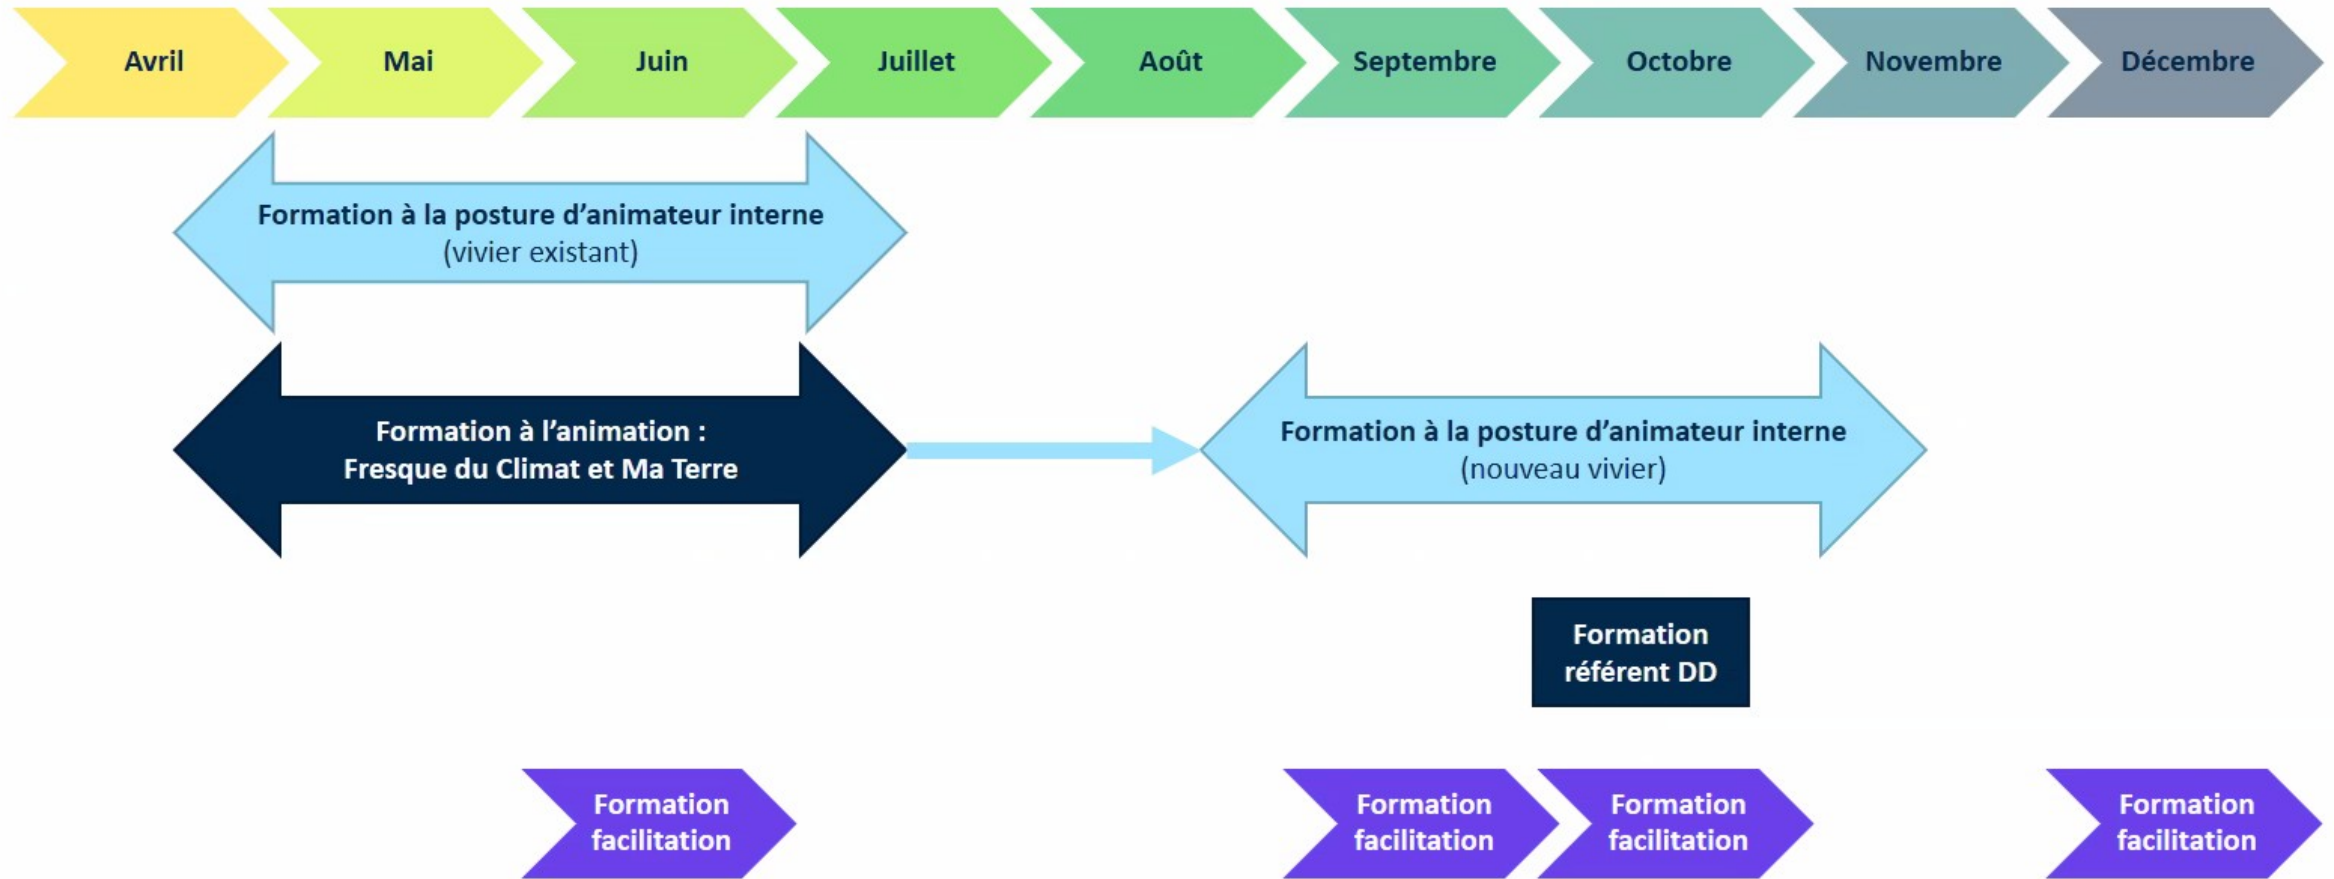 Avril
Mai
Juin
Juillet
Août
Septembre
Octobre
Novembre
Décembre
Formation à la posture d’animateur interne
(vivier existant)
Formation à l’animation :
Fresque du Climat et Ma Terre
Formation à la posture d’animateur interne
(nouveau vivier)
Formation
référent DD
Formation
facilitation
Formation
facilitation
Formation
facilitation
Formation
facilitation